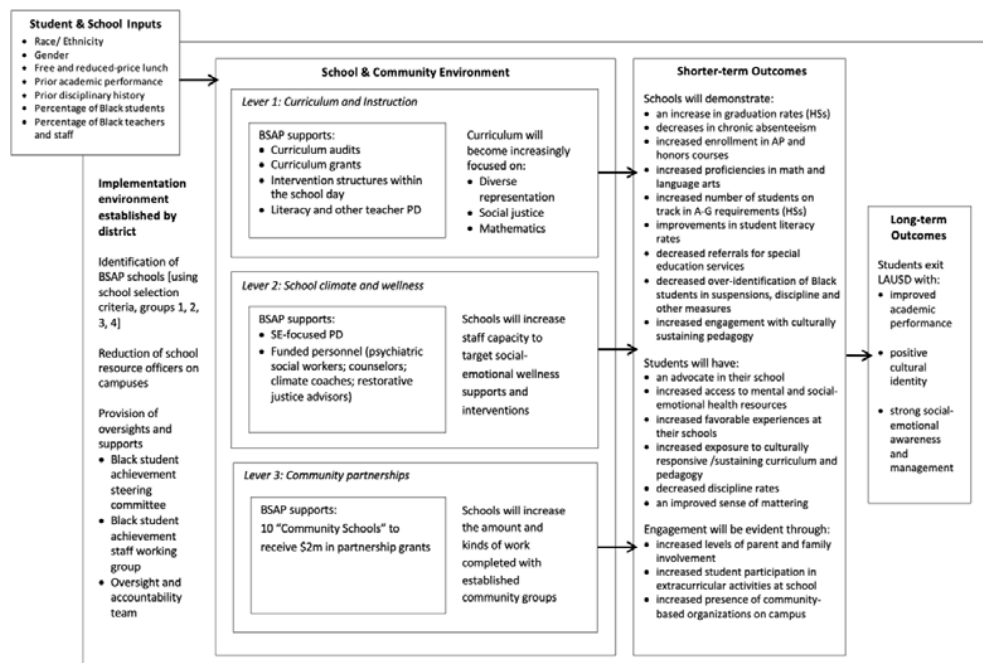 Student & School Inputs
• Race/ Ethnicity
• Gender
• Free and reduced-price lunch
• Prior academic performance
• Prior disciplinary history
• Percentage of Black students
• Percentage of Black teachers
and staff
Implementation
environment
established by
district
Identification of
BSAP schools [using
school selection
criteria, groups 1, 2,
3, 4]
Reduction of school
resource officers on
campuses
Provision of
oversights and
supports
• Black student
achievement
steering
committee
• Black student
achievement
staff working
group
• Oversight and
accountability
team
School & Community Environment
Lever 1: Curriculum and Instruction
BSAP supports:
• Curriculum audits
• Curriculum grants
• Intervention structures within
the school day
• Literacy and other teacher PD
Curriculum will
become increasingly
focused on:
• Diverse
representation
• Social justice
• Mathematics
Lever 2: School climate and wellness
BSAP supports:
• SE-focused PD
• Funded personnel (psychiatric
social workers; counselors;
climate coaches; restorative
justice advisors)
Schools will increase
staff capacity to
target social-
emotional wellness
supports and
interventions
Lever 3: Community partnerships
BSAP supports:
10 "Community Schools" to
receive $2m in partnership grants
Schools will increase
the amount and
kinds of work
completed with
established
community groups
Shorter-term Outcomes
Schools will demonstrate:
• an increase in graduation rates (HSs)
• decreases in chronic absenteeism
• increased enrollment in AP and
honors courses
• increased proficiencies in math and
language arts
• increased number of students on
track in A-G requirements (HSs)
• improvements in student literacy
rates
• decreased referrals for special
education services
• decreased over-identification of Black
students in suspensions, discipline and
other measures
• increased engagement with culturally
sustaining pedagogy
Students will have:
• an advocate in their school
• increased access to mental and social-
emotional health resources
• increased favorable experiences at
their schools
• increased exposure to culturally
responsive /sustaining curriculum and
pedagogy
• decreased discipline rates
• an improved sense of mattering
Engagement will be evident through:
• increased levels of parent and family
involvement
• increased student participation in
extracurricular activities at school
• increased presence of community-
based organizations on campus
Long-term
Outcomes
Students exit
LAUSD with:
• improved
academic
performance
• positive
cultural
identity
• strong social-
emotional
awareness
and
management